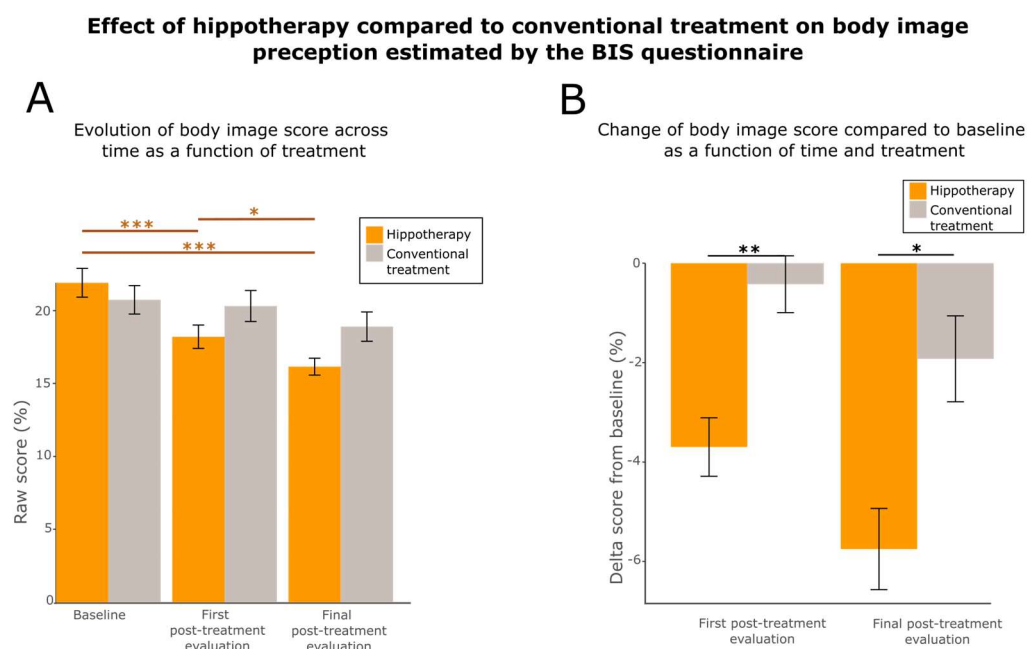 Effect of hippotherapy compared to conventional treatment on body image
preception estimated by the BIS questionnaire
A
Evolution of body image score across
time as a function of treatment
Hippotherapy
Conventional
treatment
***
*
***
Raw score (%)
20
15
10
5
0
Baseline
First
post-treatment
evaluation
Final
post-treatment
evaluation
B
Change of body image score compared to baseline
as a function of time and treatment
Hippotherapy
Conventional
treatment
**
*
Delta score from baseline (%)
0
-2
-4
-6
First post-treatment
evaluation
Final post-treatment
evaluation